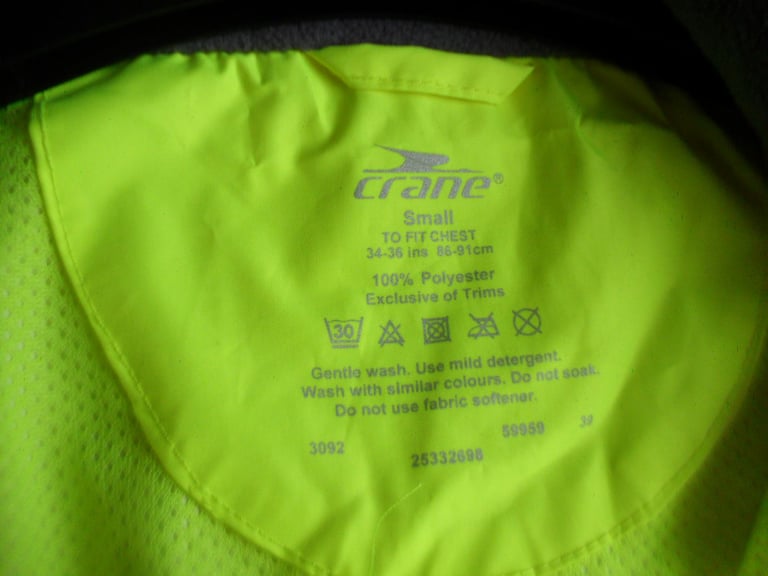 crane®
Small
TO FIT CHEST
34-36 ins 86-91cm
100% Polyester
Exclusive of Trims
30
Gentle wash. Use mild detergent.
Wash with similar colours. Do not soak.
Do not use fabric softener.
3092 25332698 59959 39